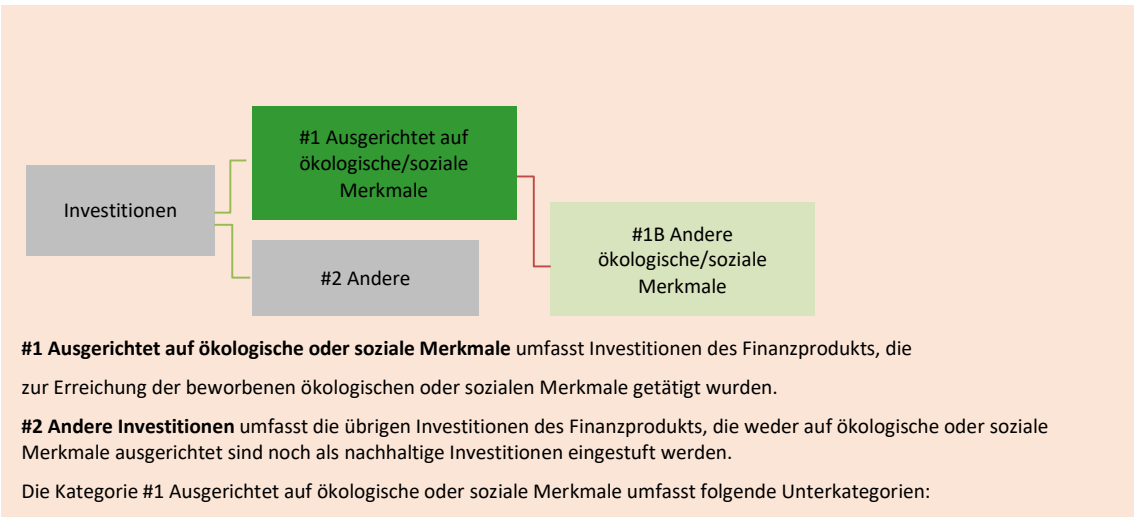 #1 Ausgerichtet auf
ökologische/soziale
Merkmale
Investitionen
#2 Andere
#1B Andere
ökologische/soziale
Merkmale
#1 Ausgerichtet auf ökologische oder soziale Merkmale umfasst Investitionen des Finanzprodukts, die
zur Erreichung der beworbenen ökologischen oder sozialen Merkmale getätigt wurden.
#2 Andere Investitionen umfasst die übrigen Investitionen des Finanzprodukts, die weder auf ökologische oder soziale
Merkmale ausgerichtet sind noch als nachhaltige Investitionen eingestuft werden.
Die Kategorie #1 Ausgerichtet auf ökologische oder soziale Merkmale umfasst folgende Unterkategorien: